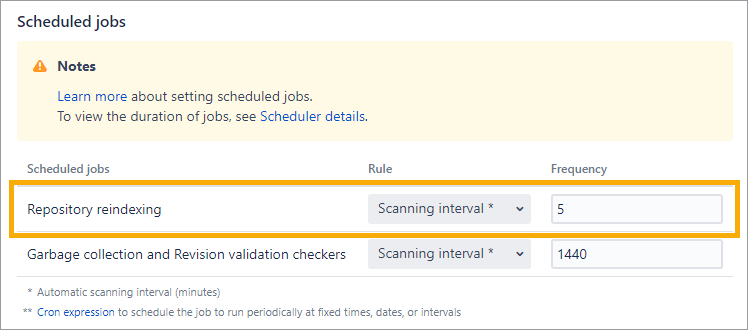 Scheduled jobs
Notes
Learn more about setting scheduled jobs.
To view the duration of jobs, see Scheduler details.
Scheduled jobs Rule Frequency
Repository reindexing Scanning interval * 5
Garbage collection and Revision validation checkers Scanning interval * 1440
* Automatic scanning interval (minutes)
** Cron expression to schedule the job to run periodically at fixed times, dates, or intervals